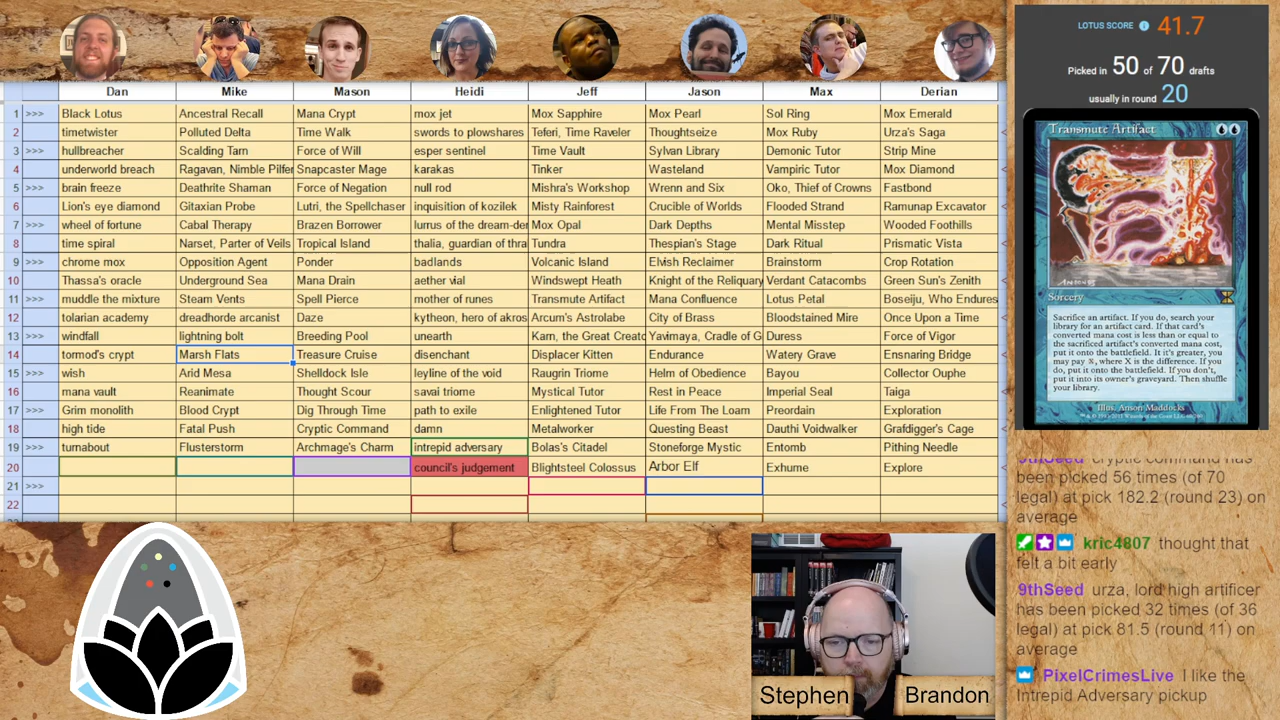 Dan Mike Mason Heidi Jeff Jason Max Derian
1 >>> Black Lotus Ancestral Recall Mana Crypt mox jet Mox Sapphire Mox Pearl Sol Ring Mox Emerald
2 timetwister Polluted Delta Time Walk swords to plowshares Teferi, Time Raveler Thoughtseize Mox Ruby Urza's Saga
3 >>> hullbreacher Scalding Tarn Force of Will esper sentinel Time Vault Sylvan Library Demonic Tutor Strip Mine
4 underworld breach Ragavan, Nimble Pilfer Snapcaster Mage karakas Tinker Wasteland Vampiric Tutor Mox Diamond
5 >>> brain freeze Deathrite Shaman Force of Negation null rod Mishra's Workshop Wrenn and Six Oko, Thief of Crowns Fastbond
6 Lion's eye diamond Gitaxian Probe Lutri, the Spellchaser inquisition of kozilek Misty Rainforest Crucible of Worlds Flooded Strand Ramunap Excavator
7 >>> wheel of fortune Cabal Therapy Brazen Borrower lurrus of the dream-der Mox Opal Dark Depths Mental Misstep Wooded Foothills
8 time spiral Narset, Parter of Veils Tropical Island thalia, guardian of thra Tundra Thespian's Stage Dark Ritual Prismatic Vista
9 >>> chrome mox Opposition Agent Ponder badlands Volcanic Island Elvish Reclaimer Brainstorm Crop Rotation
10 Thassa's oracle Underground Sea Mana Drain aether vial Windswept Heath Knight of the Reliquary Verdant Catacombs Green Sun's Zenith
11 >>> muddle the mixture Steam Vents Spell Pierce mother of runes Transmute Artifact Mana Confluence Lotus Petal Boseiju, Who Endures
12 tolarian academy dreadhorde arcanist Daze kytheon, hero of akros Arcum's Astrolabe City of Brass Bloodstained Mire Once Upon a Time
13 >>> windfall lightning bolt Breeding Pool unearth Karn, the Great Creato Yavimaya, Cradle of G Duress Force of Vigor
14 tormod's crypt Marsh Flats Treasure Cruise disenchant Displacer Kitten Endurance Watery Grave Ensnaring Bridge
15 >>> wish Arid Mesa Shelldock Isle leyline of the void Raugrin Triome Helm of Obedience Bayou Collector Ouphe
16 mana vault Reanimate Thought Scour savai triome Mystical Tutor Rest in Peace Imperial Seal Taiga
17 >>> Grim monolith Blood Crypt Dig Through Time path to exile Enlightened Tutor Life From The Loam Preordain Exploration
18 high tide Fatal Push Cryptic Command damn Metalworker Questing Beast Dauthi Voidwalker Grafdigger's Cage
19 >>> turnabout Flusterstorm Archmage's Charm intrepid adversary Bolas's Citadel Stoneforge Mystic Entomb Pithing Needle
20 council's judgement Blightsteel Colossus Arbor Elf Exhume Explore
21 >>>
22
LOTUS SCORE 41.7
Picked in 50 of 70 drafts
usually in round 20
Transmute Artifact
Sorcery
Sacrifice an artifact. If you do, search your
library for an artifact card. If that card's
converted mana cost is less than or equal to
the sacrificed artifact's converted mana cost,
put it onto the battlefield. If it's greater, you
may pay X, where X is the difference. If you
do, put it onto the battlefield. If you don't,
put it into its owner's graveyard. Then shuffle
your library.
Illus. Anson Maddocks
9thSeed cryptic command has
been picked 56 times (of 70
legal) at pick 182.2 (round 23) on
average
kric4807 thought that
felt a bit early
9thSeed urza, lord high artificer
has been picked 32 times (of 36
legal) at pick 81.5 (round 11) on
average
PixelCrimesLive I like the
Intrepid Adversary pickup
Stephen Brandon